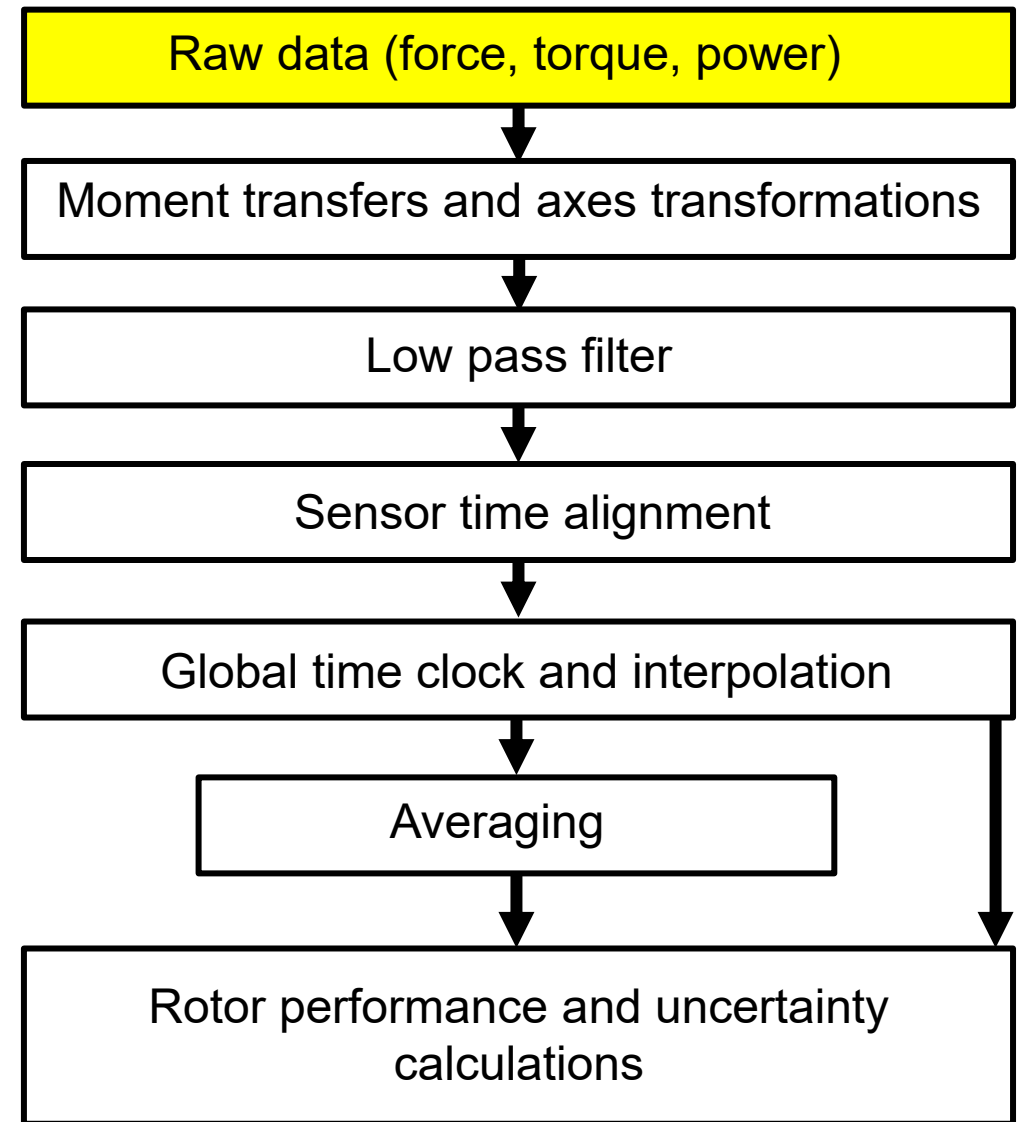 Raw data (force, torque, power)
Moment transfers and axes transformations
Low pass filter
Sensor time alignment
Global time clock and interpolation
Averaging
Rotor performance and uncertainty
calculations